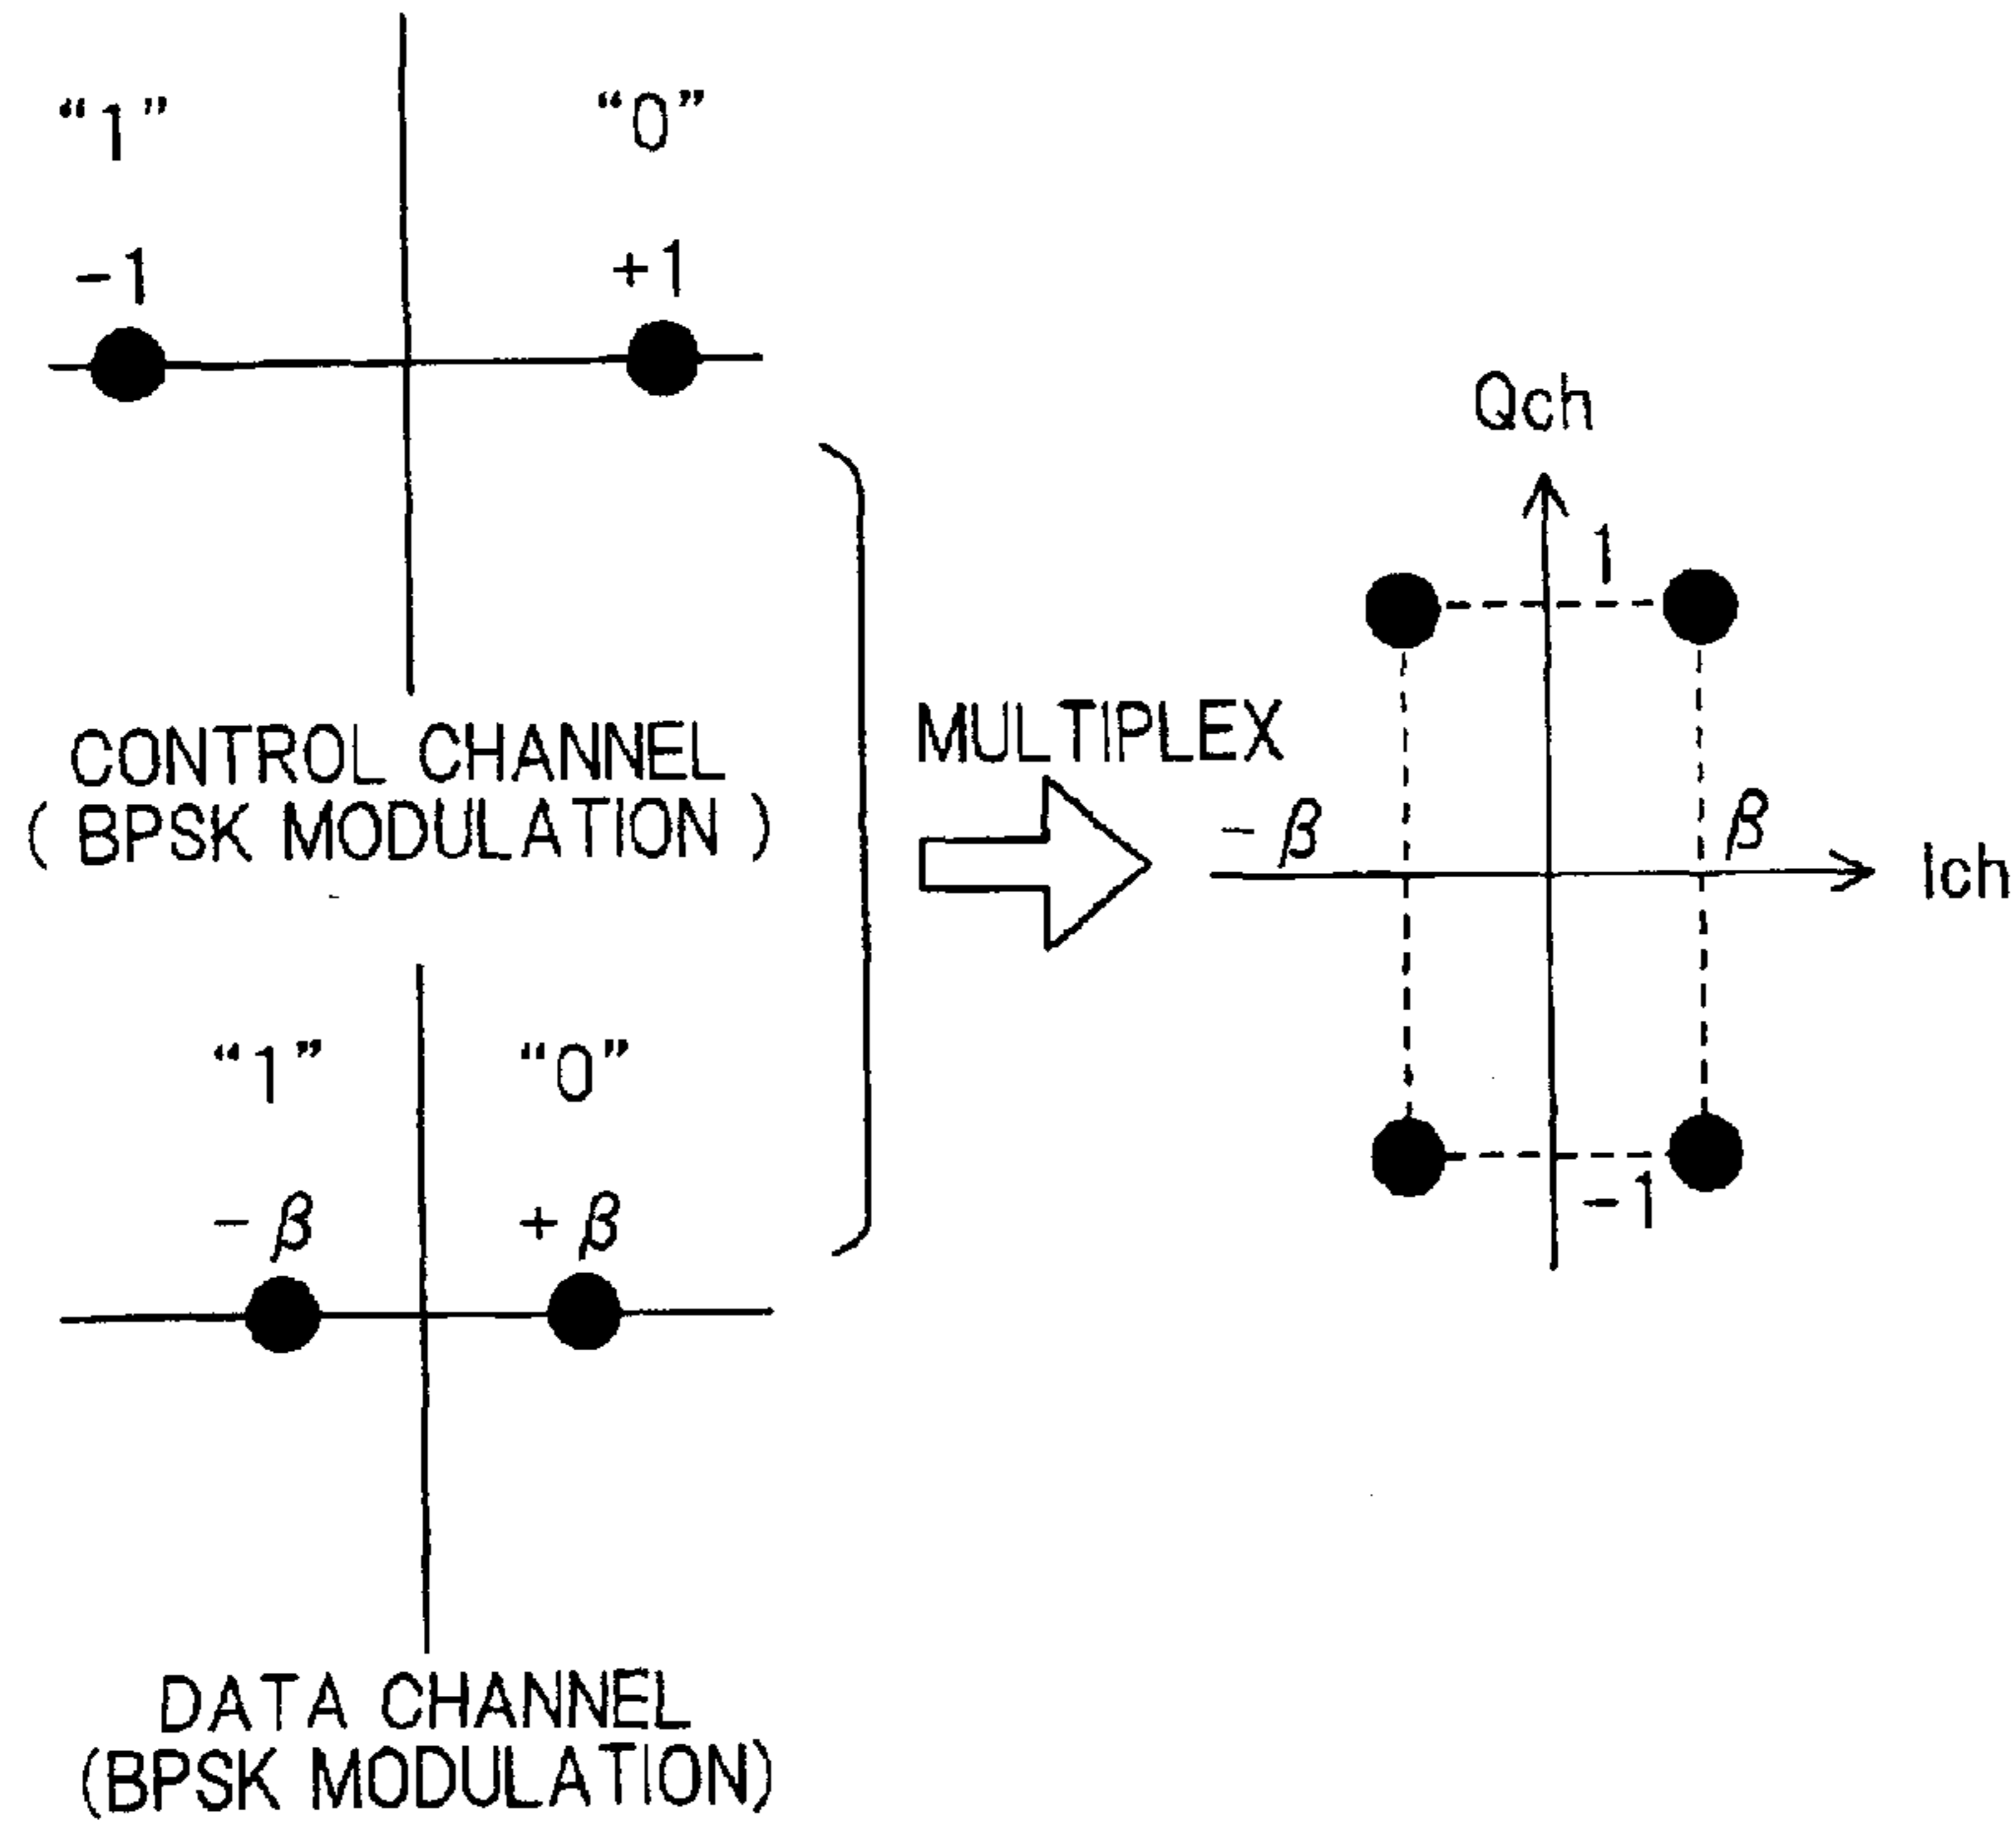 “1” “0”
-1 +1
CONTROL CHANNEL
( BPSK MODULATION )
“1” “0”
-β +β
DATA CHANNEL
(BPSK MODULATION)
MULTIPLEX
Qch
1
-β β
Ich
-1